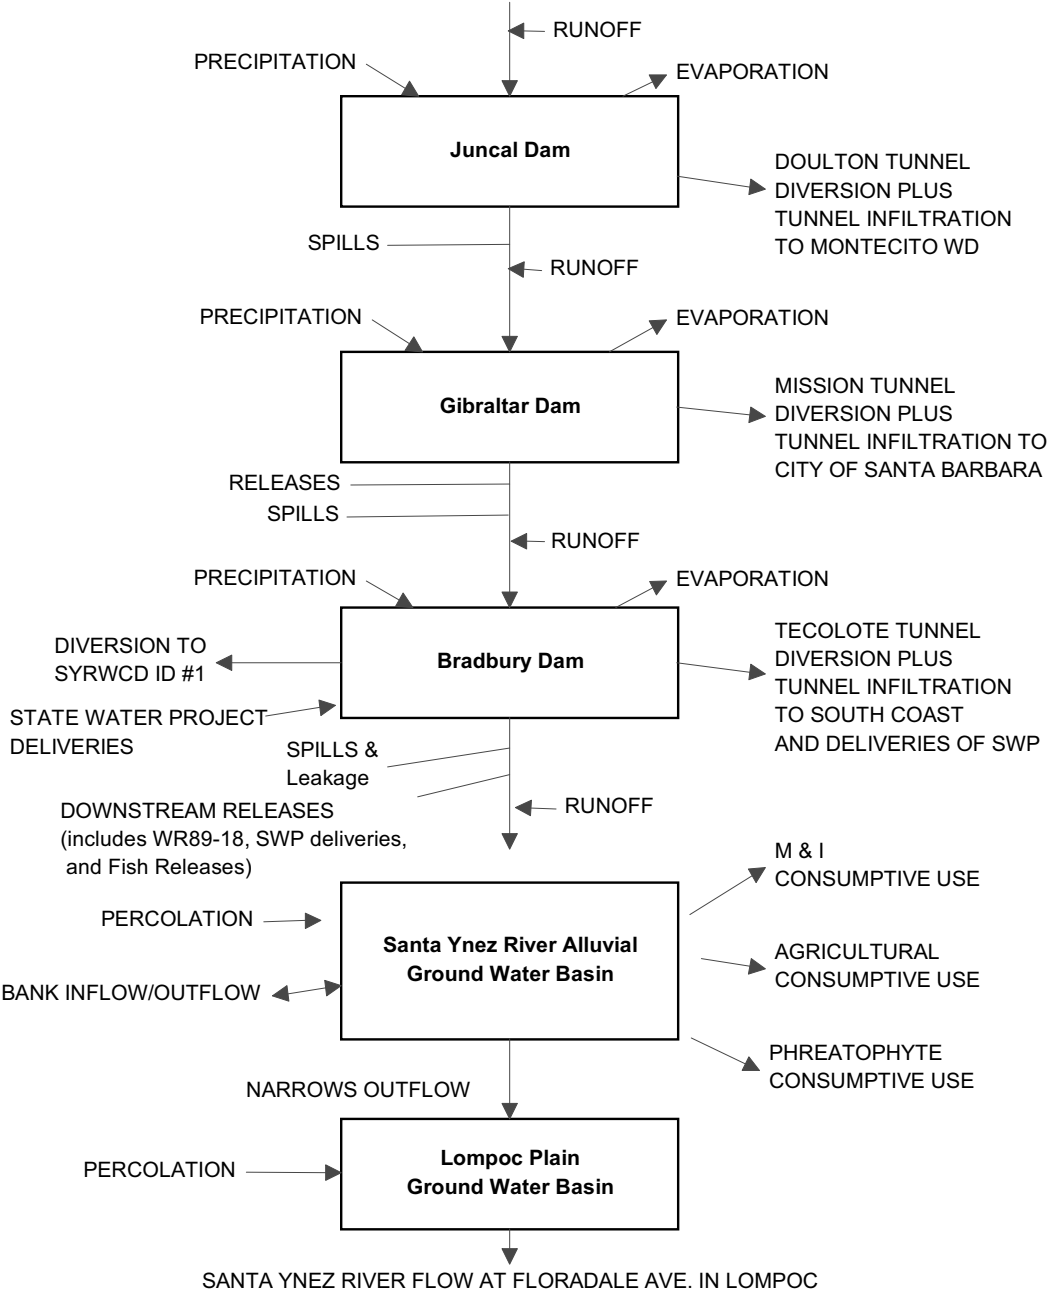 RUNOFF
PRECIPITATION
EVAPORATION
Juncal Dam
DOULTON TUNNEL
DIVERSION PLUS
TUNNEL INFILTRATION
TO MONTECITO WD
SPILLS
RUNOFF
PRECIPITATION
EVAPORATION
Gibraltar Dam
MISSION TUNNEL
DIVERSION PLUS
TUNNEL INFILTRATION TO
CITY OF SANTA BARBARA
RELEASES
SPILLS
RUNOFF
PRECIPITATION
EVAPORATION
DIVERSION TO
SYRWCD ID #1
Bradbury Dam
TECOLOTE TUNNEL
DIVERSION PLUS
TUNNEL INFILTRATION
TO SOUTH COAST
AND DELIVERIES OF SWP
STATE WATER PROJECT
DELIVERIES
SPILLS &
Leakage
DOWNSTREAM RELEASES
(includes WR89-18, SWP deliveries,
and Fish Releases)
RUNOFF
M & I
CONSUMPTIVE USE
PERCOLATION
Santa Ynez River Alluvial
Ground Water Basin
AGRICULTURAL
CONSUMPTIVE USE
BANK INFLOW/OUTFLOW
PHREATOPHYTE
CONSUMPTIVE USE
NARROWS OUTFLOW
PERCOLATION
Lompoc Plain
Ground Water Basin
SANTA YNEZ RIVER FLOW AT FLORADALE AVE. IN LOMPOC